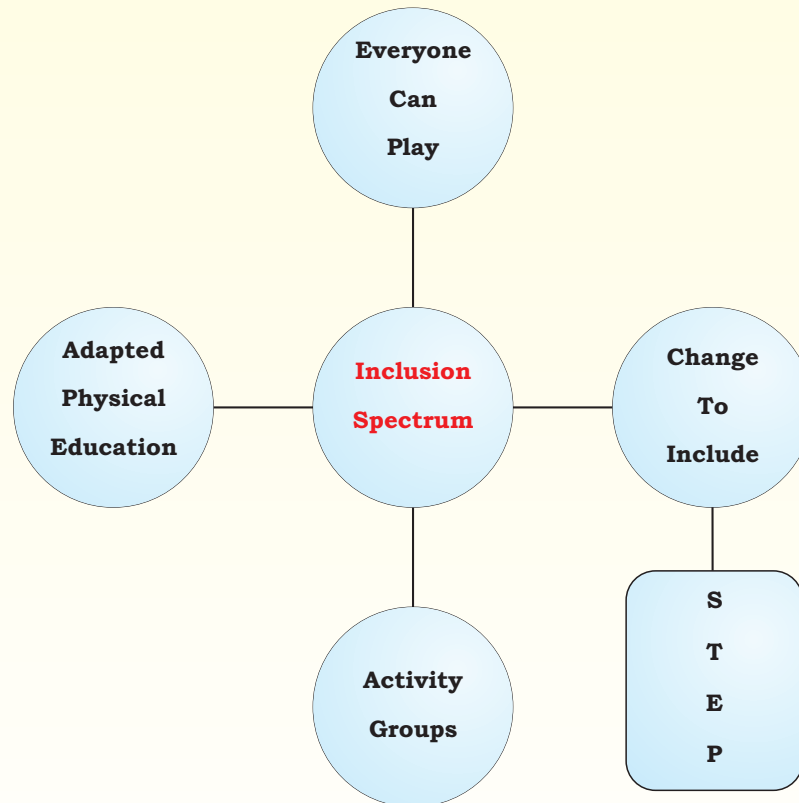 Everyone
Can
Play
Adapted
Physical
Education
Inclusion
Spectrum
Change
To
Include
Activity
Groups
S
T
E
P